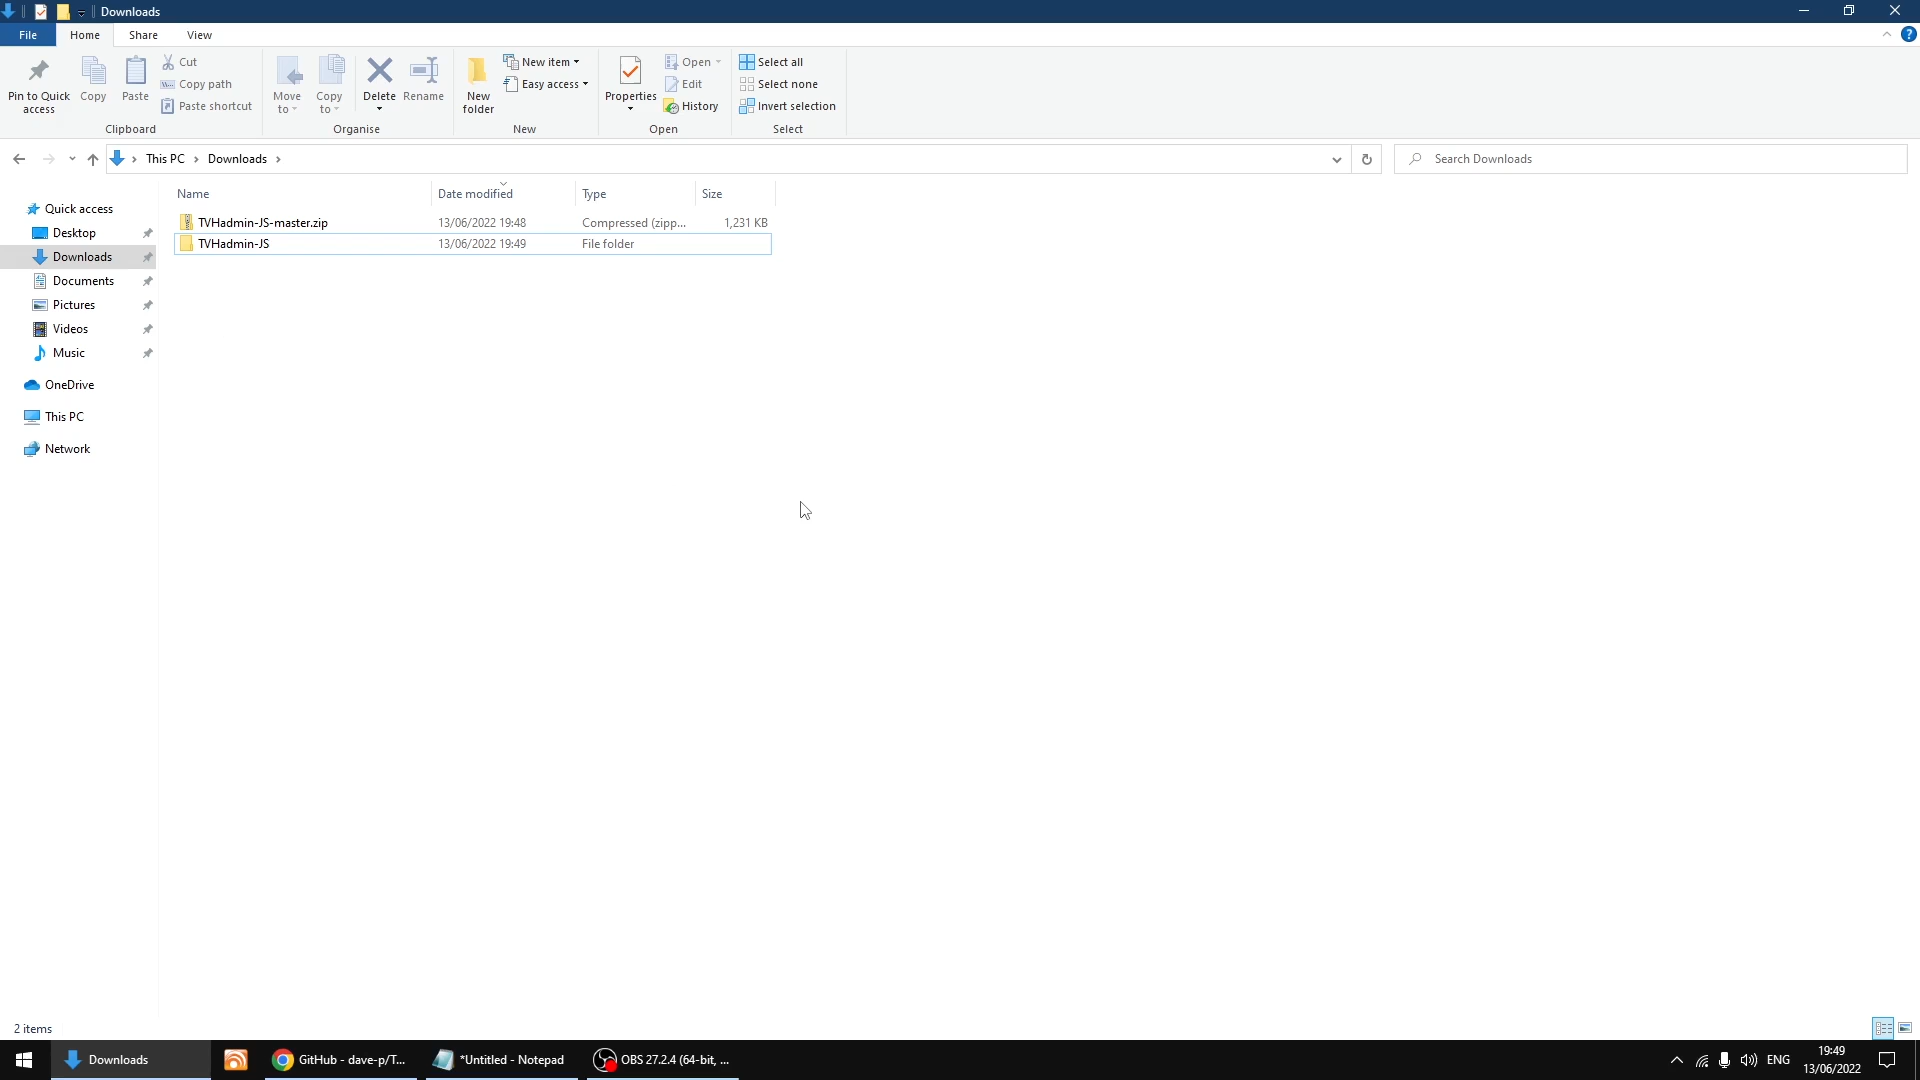 Downloads
File Home Share View
Pin to Quick access
Copy
Paste
Cut
Copy path
Paste shortcut
Clipboard
Move to
Copy to
Delete
Rename
Organise
New folder
New item
Easy access
New
Properties
Open
Edit
History
Open
Select all
Select none
Invert selection
Select
This PC > Downloads >
Search Downloads
Name Date modified Type Size
TVHadmin-JS-master.zip 13/06/2022 19:48 Compressed (zipp... 1,231 KB
TVHadmin-JS 13/06/2022 19:49 File folder
Quick access
Desktop
Downloads
Documents
Pictures
Videos
Music
OneDrive
This PC
Network
2 items
Downloads
GitHub - dave-p/T...
*Untitled - Notepad
OBS 27.2.4 (64-bit, ...
ENG
19:49
13/06/2022